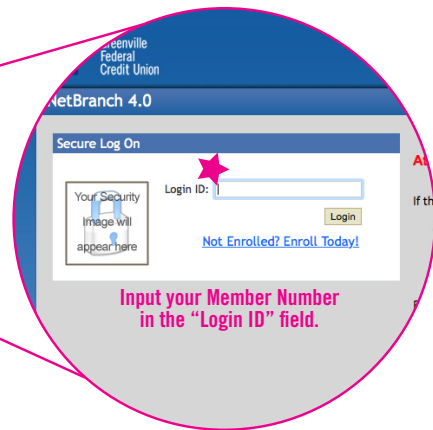 Greenville
Federal
Credit Union
NetBranch 4.0
Secure Log On
Login ID:
Your Security
Image will
appear here
Login
Not Enrolled? Enroll Today!
If th
Input your Member Number
in the “Login ID” field.